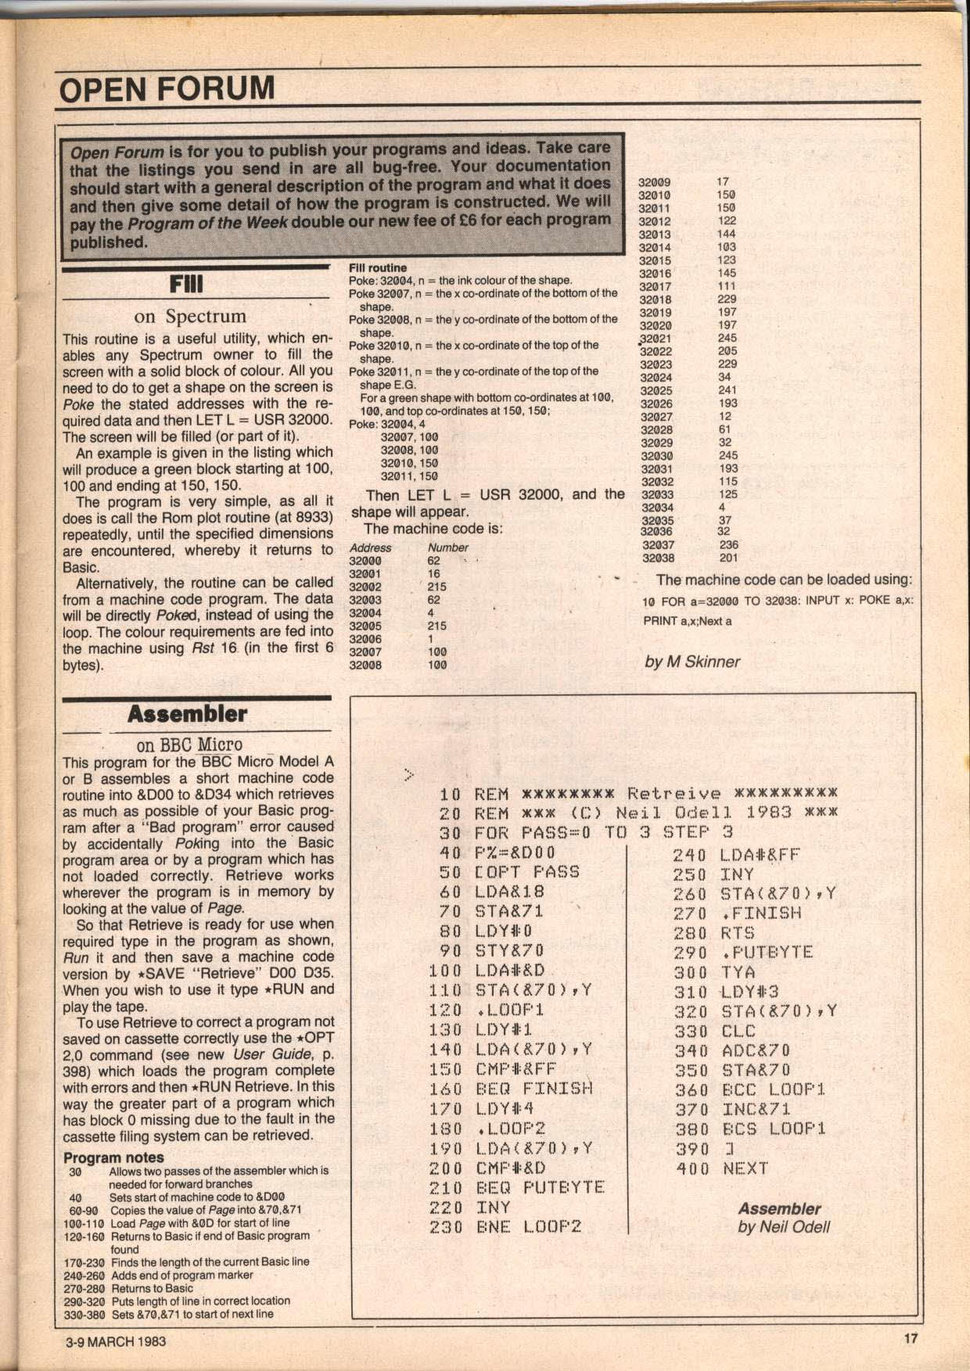 OPEN FORUM
Open Forum is for you to publish your programs and ideas. Take care
that the listings you send in are all bug-free. Your documentation
should start with a general description of the program and what it does
and then give some detail of how the program is constructed. We will
pay the Program of the Week double our new fee of £6 for each program
published.
Fill
on Spectrum
This routine is a useful utility, which en-
ables any Spectrum owner to fill the
screen with a solid block of colour. All you
need to do to get a shape on the screen is
Poke the stated addresses with the re-
quired data and then LET L = USR 32000.
The screen will be filled (or part of it).
An example is given in the listing which
will produce a green block starting at 100,
100 and ending at 150, 150.
The program is very simple, as all it
does is call the Rom plot routine (at 8933)
repeatedly, until the specified dimensions
are encountered, whereby it returns to
Basic.
Alternatively, the routine can be called
from a machine code program. The data
will be directly Poked, instead of using the
loop. The colour requirements are fed into
the machine using Rst 16 (in the first 6
bytes).
Fill routine
Poke: 32004, n = the ink colour of the shape.
Poke 32007, n = the x co-ordinate of the bottom of the
shape.
Poke 32008, n = the y co-ordinate of the bottom of the
shape.
Poke 32010, n = the x co-ordinate of the top of the
shape.
Poke 32011, n = the y co-ordinate of the top of the
shape E.G.
For a green shape with bottom co-ordinates at 100,
100, and top co-ordinates at 150, 150;
Poke: 32004, 4
32007, 100
32008, 100
32010, 150
32011, 150
Then LET L = USR 32000, and the
shape will appear.
The machine code is:
Address Number
32000 62
32001 16
32002 215
32003 62
32004 4
32005 215
32006 1
32007 100
32008 100
32009 17
32010 150
32011 150
32012 122
32013 144
32014 103
32015 123
32016 145
32017 111
32018 229
32019 197
32020 197
32021 245
32022 205
32023 229
32024 34
32025 241
32026 193
32027 12
32028 61
32029 32
32030 245
32031 193
32032 115
32033 125
32034 4
32035 37
32036 32
32037 236
32038 201
The machine code can be loaded using:
10 FOR a=32000 TO 32038: INPUT x: POKE a,x:
PRINT a,x;Next a
by M Skinner
Assembler
on BBC Micro
This program for the BBC Micro Model A
or B assembles a short machine code
routine into &D00 to &D34 which retrieves
as much as possible of your Basic prog-
ram after a "Bad program" error caused
by accidentally Poking into the Basic
program area or by a program which has
not loaded correctly. Retrieve works
wherever the program is in memory by
looking at the value of Page.
So that Retrieve is ready for use when
required type in the program as shown,
Run it and then save a machine code
version by *SAVE "Retrieve" D00 D35.
When you wish to use it type *RUN and
play the tape.
To use Retrieve to correct a program not
saved on cassette correctly use the *OPT
2,0 command (see new User Guide, p.
398) which loads the program complete
with errors and then *RUN Retrieve. In this
way the greater part of a program which
has block 0 missing due to the fault in the
cassette filing system can be retrieved.
Program notes
30 Allows two passes of the assembler which is
needed for forward branches
40 Sets start of machine code to &D00
60-90 Copies the value of Page into &70,&71
100-110 Load Page with &0D for start of line
120-160 Returns to Basic if end of Basic program
found
170-230 Finds the length of the current Basic line
240-260 Adds end of program marker
270-280 Returns to Basic
290-320 Puts length of line in correct location
330-380 Sets &70,&71 to start of next line
>
10 REM ******** Retreive *********
20 REM *** (C) Neil Odell 1983 ***
30 FOR PASS=0 TO 3 STEP 3
40 P%=&D00
50 [OPT PASS
60 LDA&18
70 STA&71
80 LDY#0
90 STY&70
100 LDA#&D
110 STA(&70),Y
120 .LOOP1
130 LDY#1
140 LDA(&70),Y
150 CMP#&FF
160 BEQ FINISH
170 LDY#4
180 .LOOP2
190 LDA(&70),Y
200 CMP#&D
210 BEQ PUTBYTE
220 INY
230 BNE LOOP2
240 LDA#&FF
250 INY
260 STA(&70),Y
270 .FINISH
280 RTS
290 .PUTBYTE
300 TYA
310 LDY#3
320 STA(&70),Y
330 CLC
340 ADC&70
350 STA&70
360 BCC LOOP1
370 INC&71
380 BCS LOOP1
390 ]
400 NEXT
Assembler
by Neil Odell
3-9 MARCH 1983
17